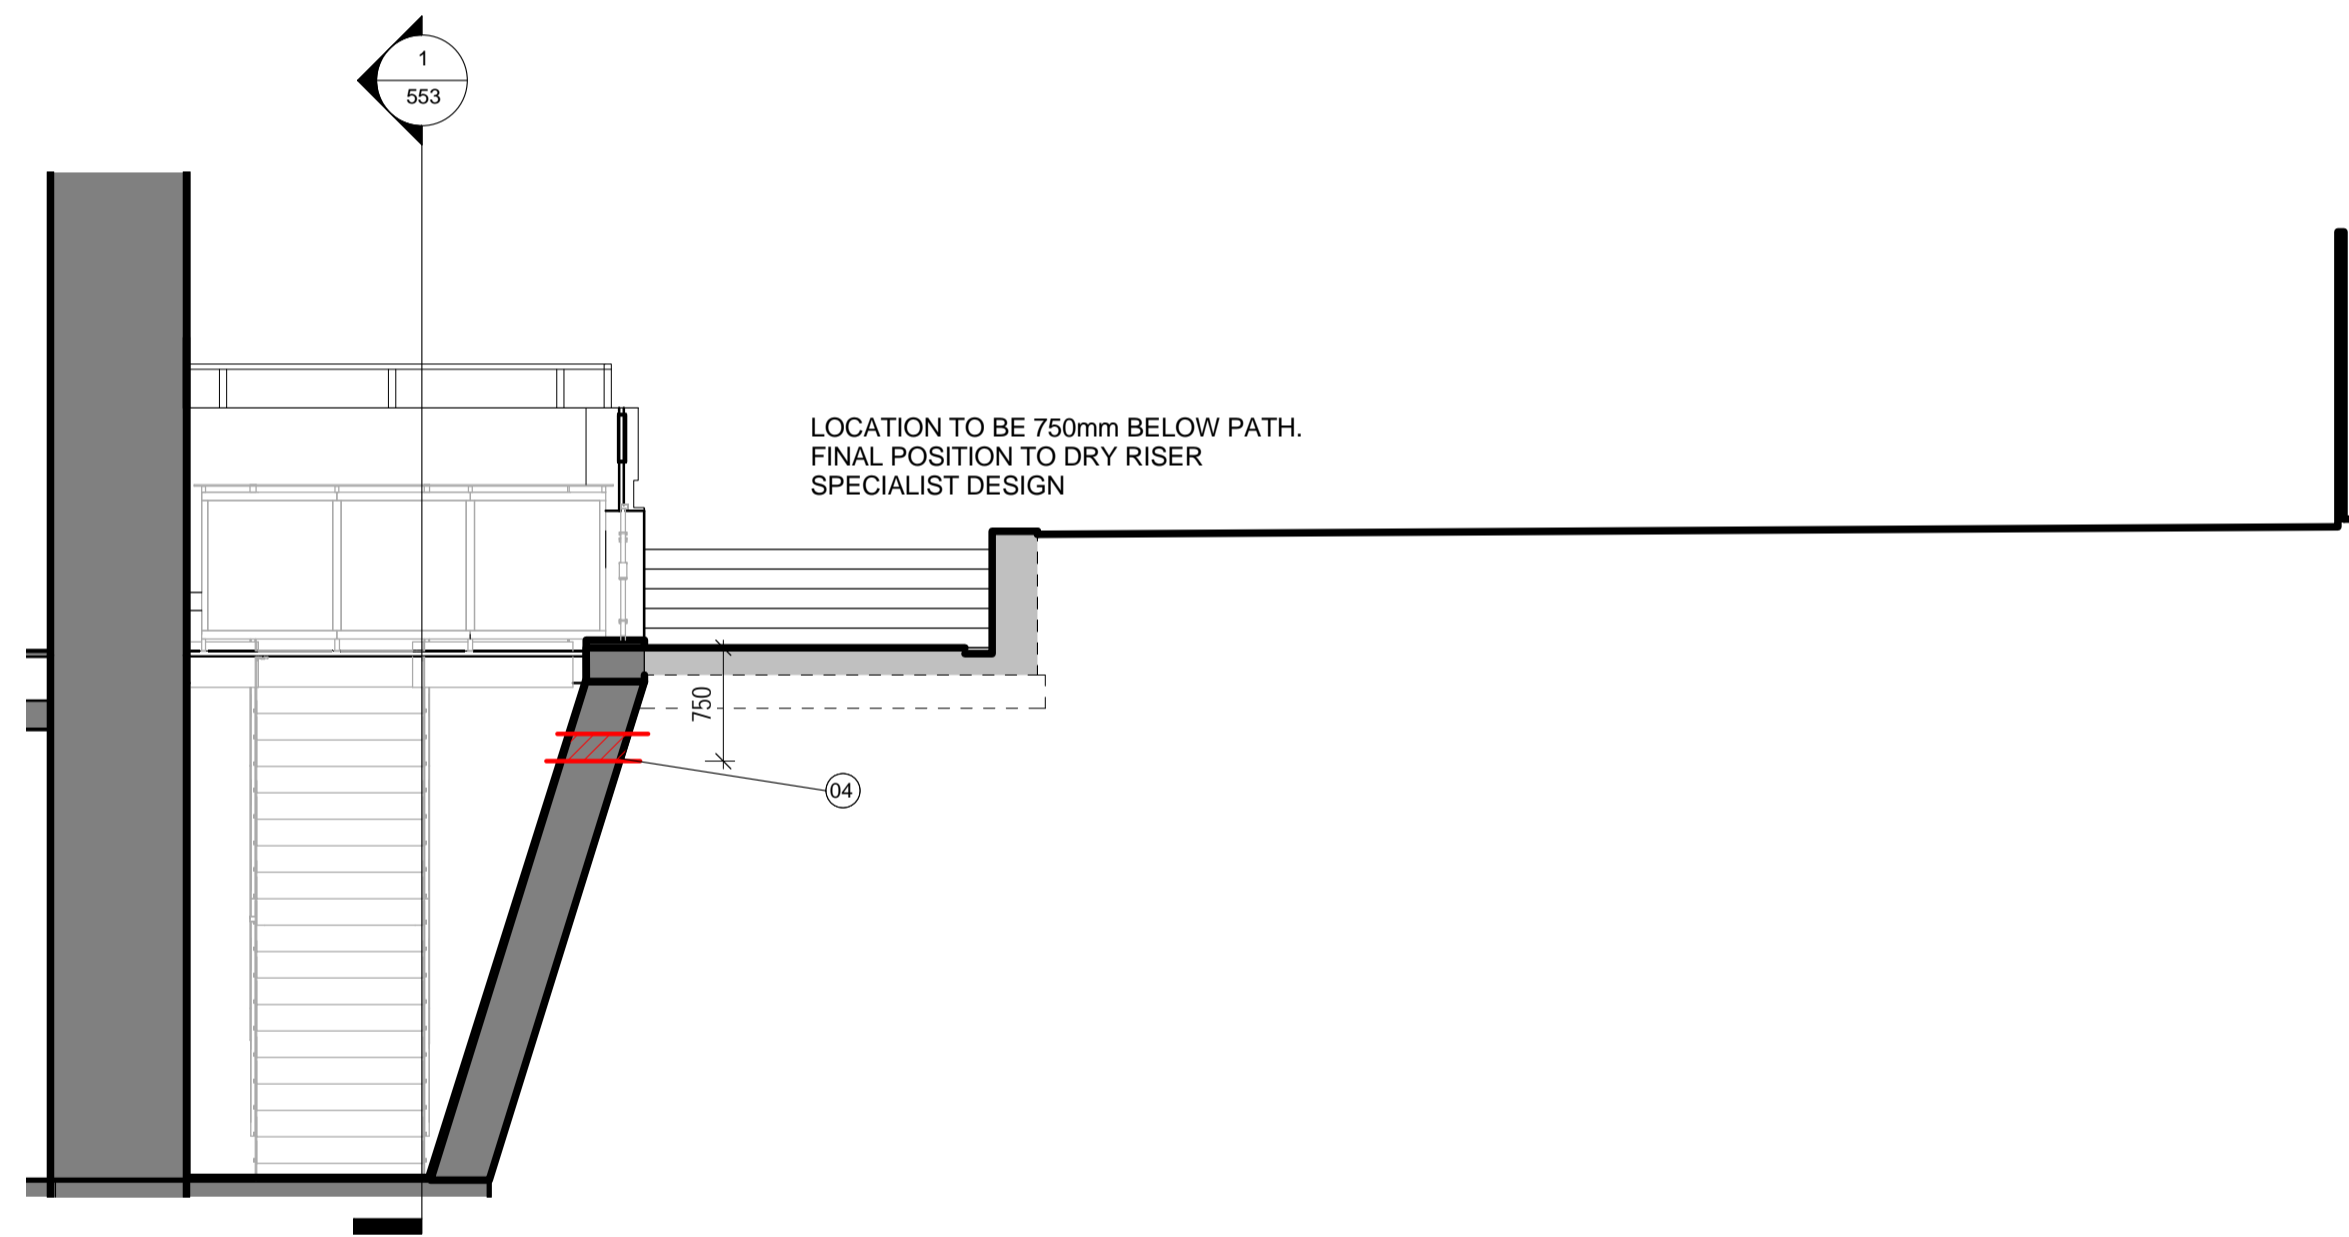 1
553
LOCATION TO BE 750mm BELOW PATH.
FINAL POSITION TO DRY RISER
SPECIALIST DESIGN
750
04